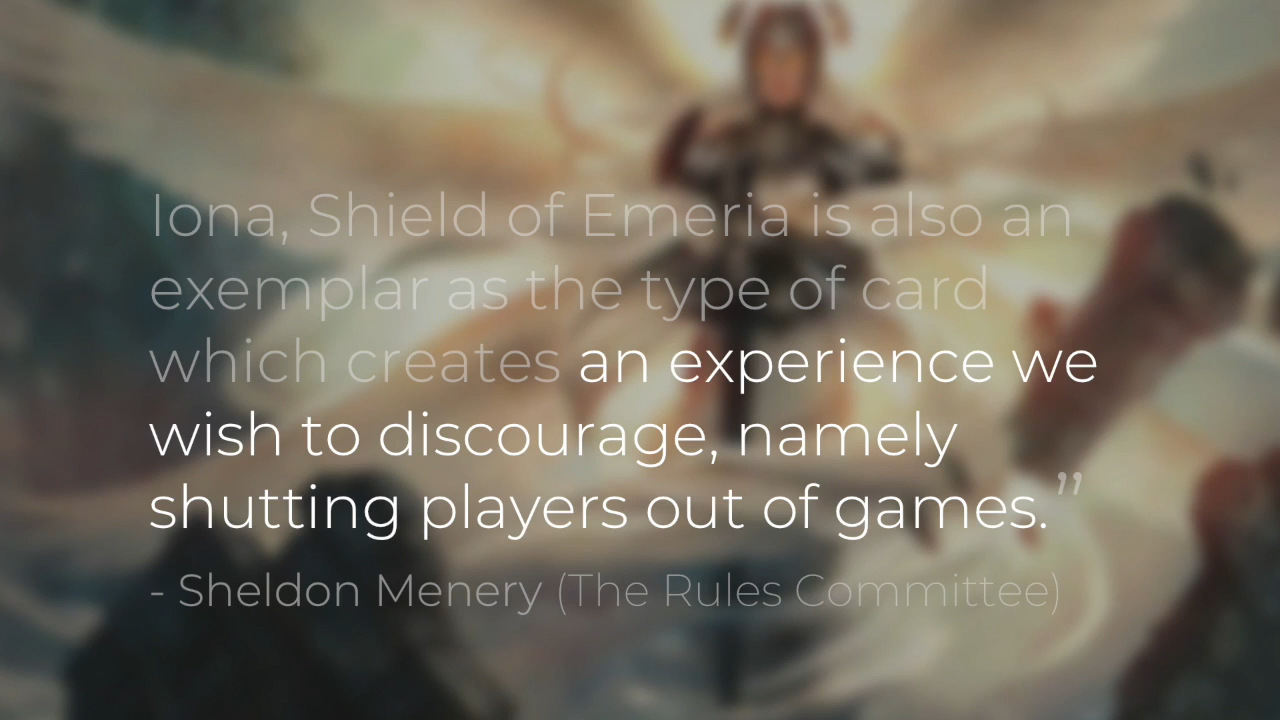 Iona, Shield of Emeria is also an
exemplar as the type of card
which creates an experience we
wish to discourage, namely
shutting players out of games.”
- Sheldon Menery (The Rules Committee)